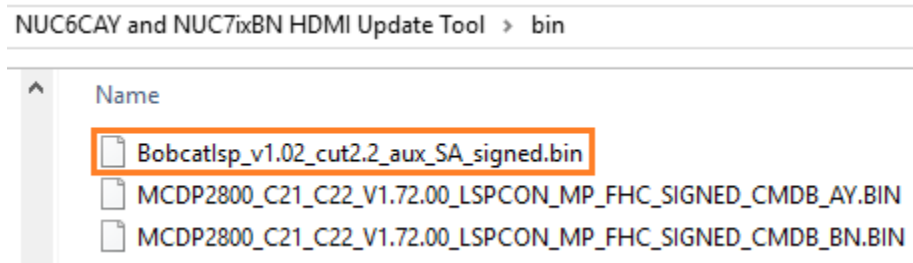 NUC6CAY and NUC7ixBN HDMI Update Tool > bin
Name
Bobcatlsp_v1.02_cut2.2_aux_SA_signed.bin
MCDP2800_C21_C22_V1.72.00_LSPCON_MP_FHC_SIGNED_CMDB_AY.BIN
MCDP2800_C21_C22_V1.72.00_LSPCON_MP_FHC_SIGNED_CMDB_BN.BIN